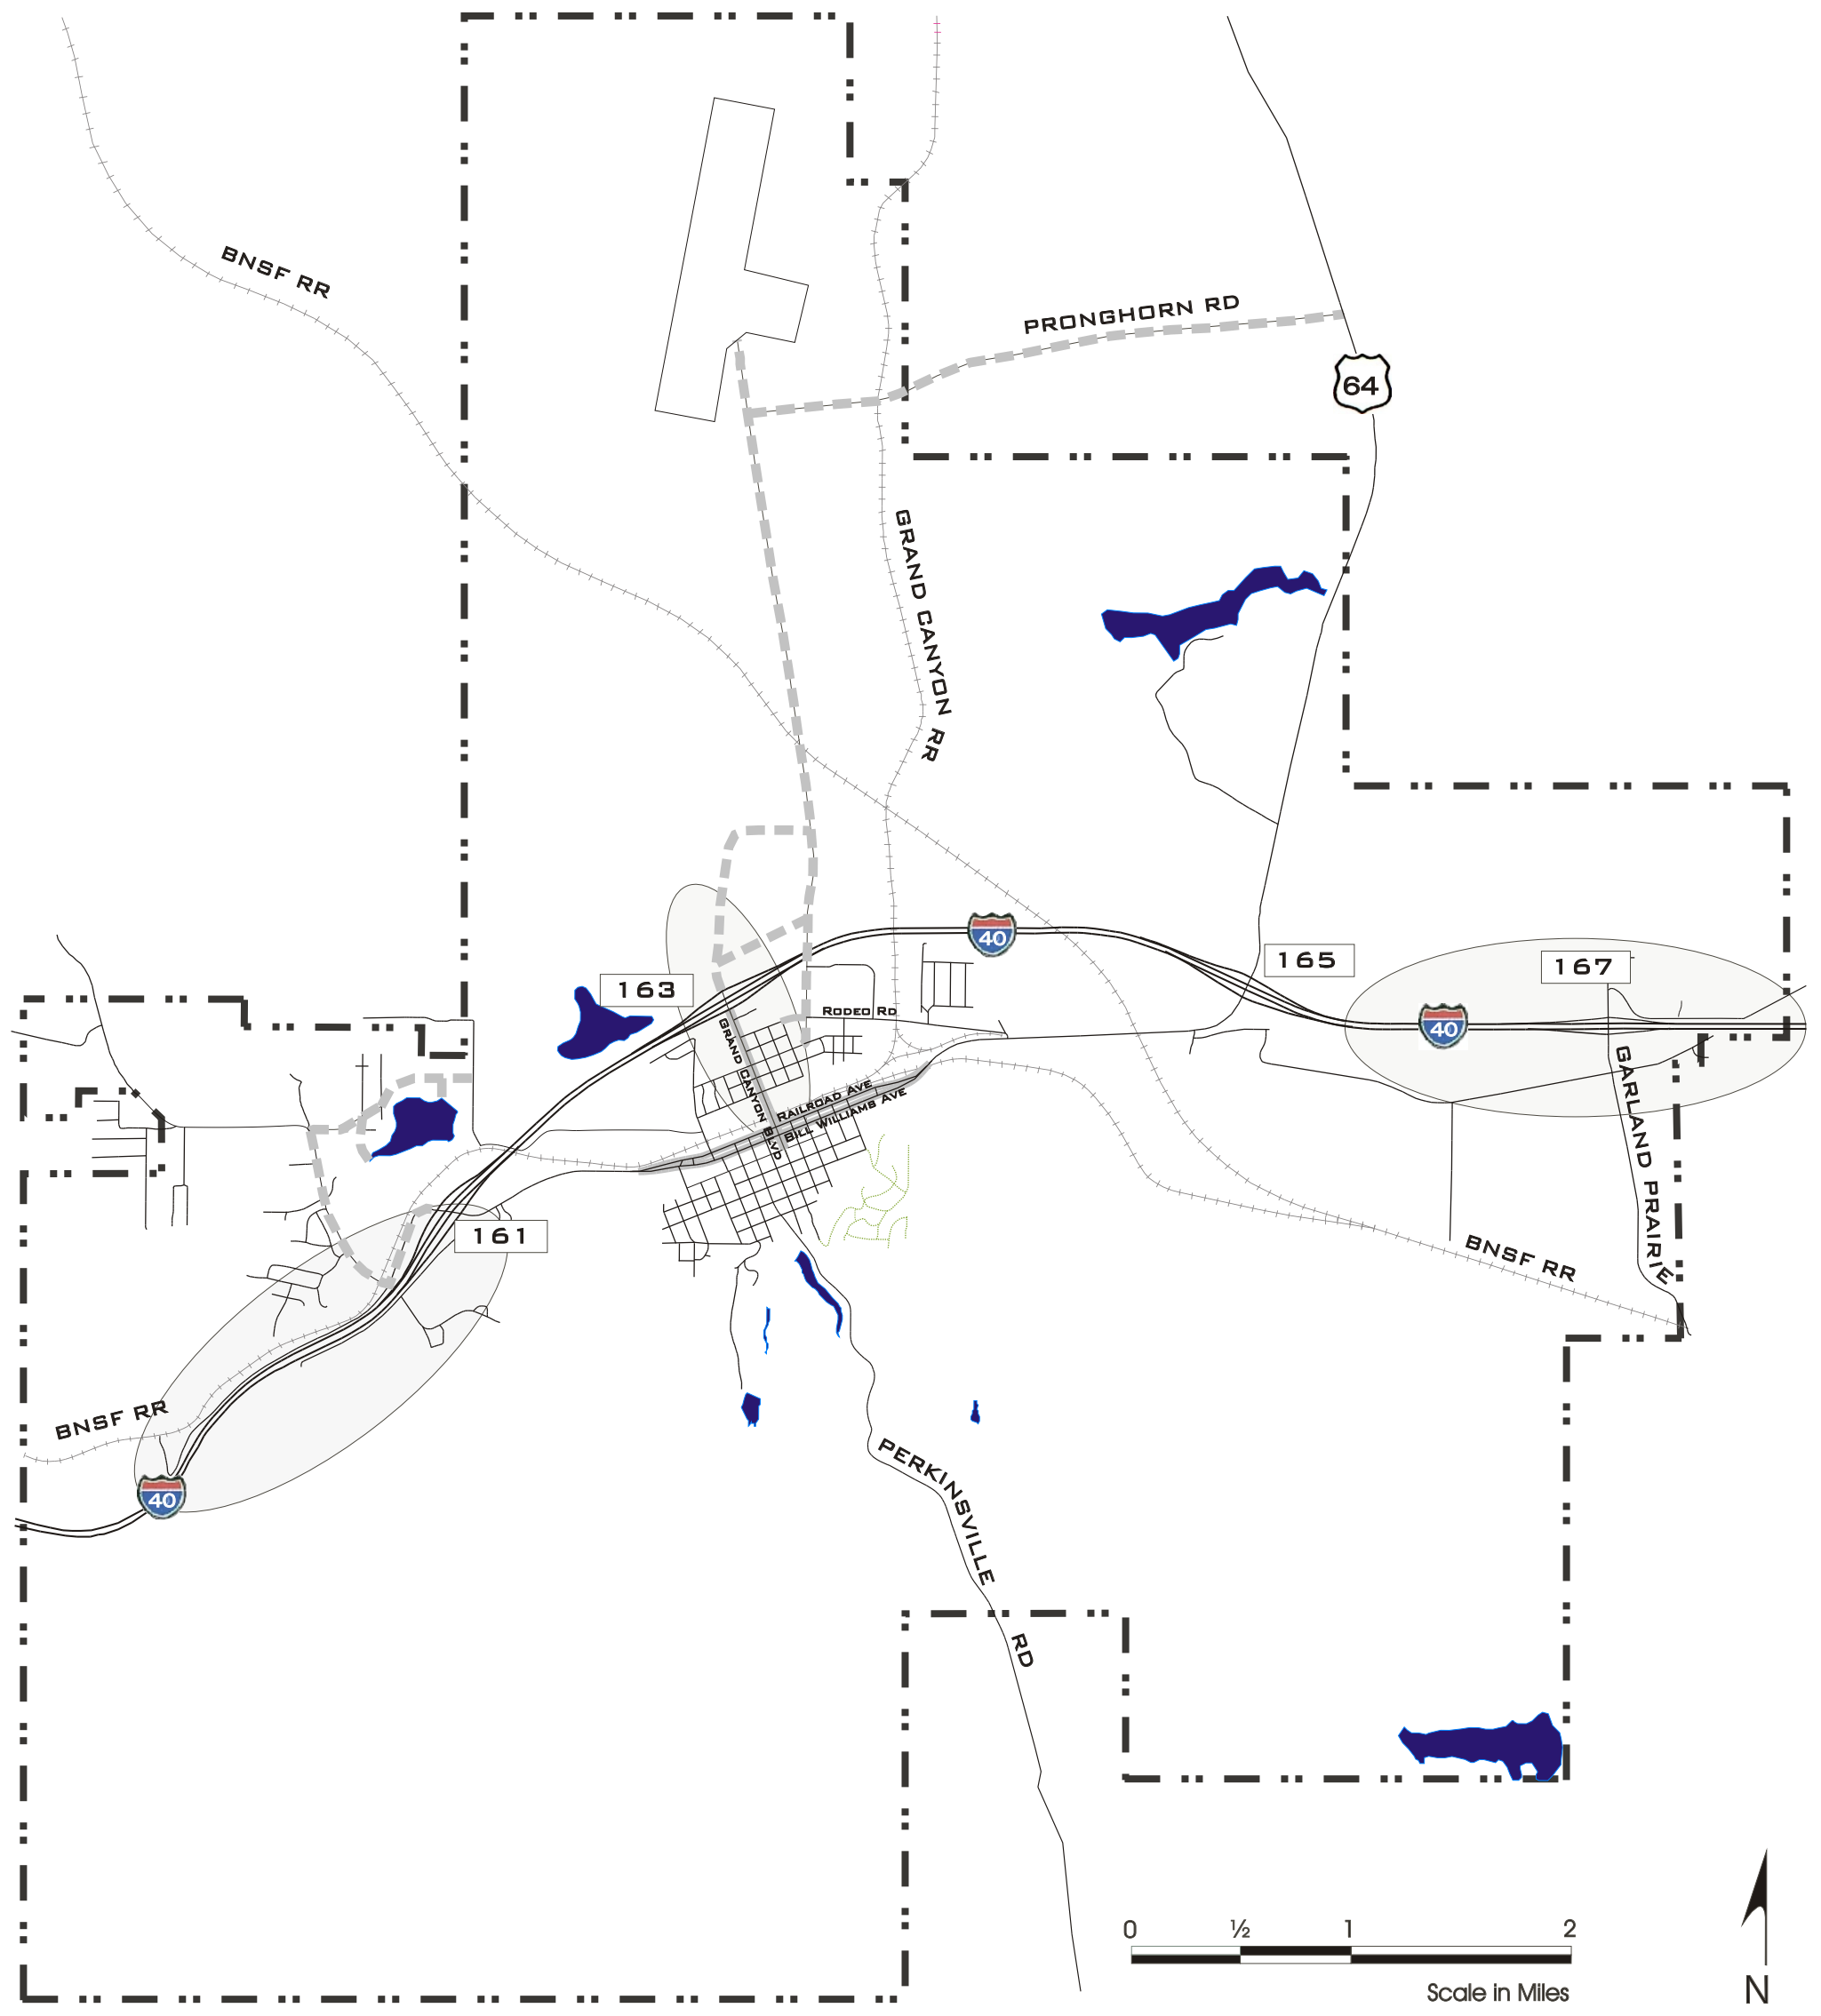 BNSF RR
PRONGHORN RD
64
GRAND CANYON RR
40
165
167
163
RODEO RD
40
GRAND CANYON BLVD
RAILROAD AVE
BILL WILLIAMS AVE
GARLAND PRAIRIE
161
BNSF RR
BNSF RR
40
PERKINSVILLE RD
0 ½ 1 2
Scale in Miles
N